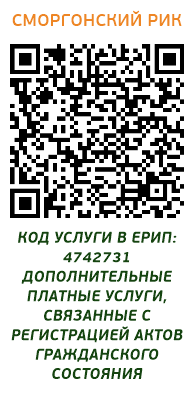 СМОРГОНСКИЙ РИК
КОД УСЛУГИ В ЕРИП:
4742731
ДОПОЛНИТЕЛЬНЫЕ
ПЛАТНЫЕ УСЛУГИ,
СВЯЗАННЫЕ С
РЕГИСТРАЦИЕЙ АКТОВ
ГРАЖДАНСКОГО
СОСТОЯНИЯ